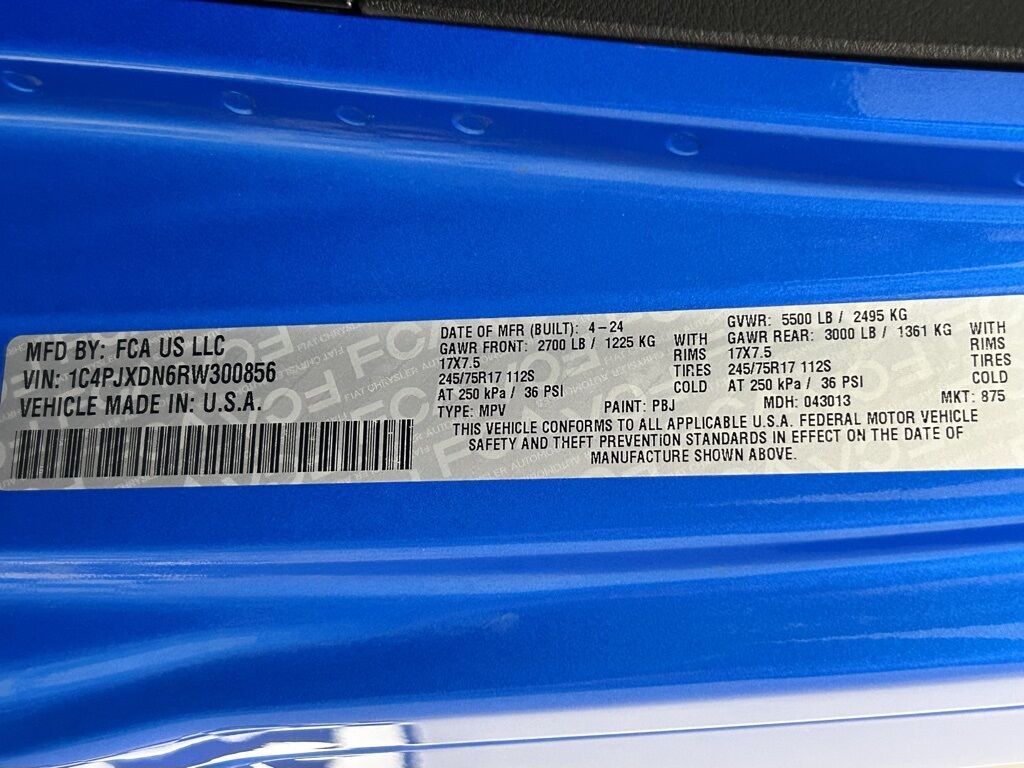 MFD BY: FCA US LLC
VIN: 1C4PJXDN6RW300856
VEHICLE MADE IN: U.S.A.
DATE OF MFR (BUILT): 4-24
GAWR FRONT: 2700 LB / 1225 KG WITH
17X7.5 RIMS
245/75R17 112S TIRES
AT 250 kPa / 36 PSI COLD
GVWR: 5500 LB / 2495 KG
GAWR REAR: 3000 LB / 1361 KG WITH
17X7.5 RIMS
245/75R17 112S TIRES
AT 250 kPa / 36 PSI COLD
TYPE: MPV PAINT: PBJ MDH: 043013 MKT: 875
THIS VEHICLE CONFORMS TO ALL APPLICABLE U.S.A. FEDERAL MOTOR VEHICLE
SAFETY AND THEFT PREVENTION STANDARDS IN EFFECT ON THE DATE OF
MANUFACTURE SHOWN ABOVE.